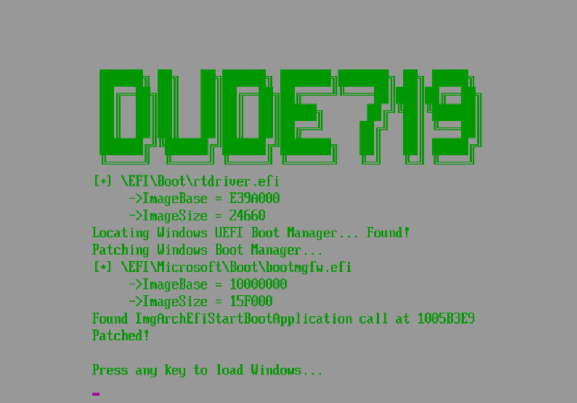 DUDE719
[+] \EFI\Boot\rtdriver.efi
->ImageBase = E39A000
->ImageSize = 24660
Locating Windows UEFI Boot Manager... Found!
Patching Windows Boot Manager...
[+] \EFI\Microsoft\Boot\bootmgfw.efi
->ImageBase = 10000000
->ImageSize = 15F000
Found ImgArchEfiStartBootApplication call at 1005B3E9
Patched!
Press any key to load Windows...